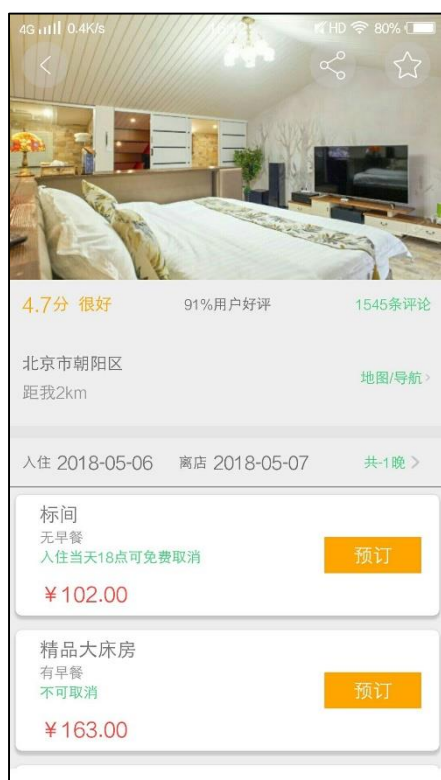 4G 0.4K/s HD 80%
4.7分 很好 91%用户好评 1545条评论
北京市朝阳区
地图/导航
距我2km
入住 2018-05-06 离店 2018-05-07 共-1晚
标间
无早餐
入住当天18点可免费取消
预订
￥102.00
精品大床房
有早餐
不可取消
预订
￥163.00